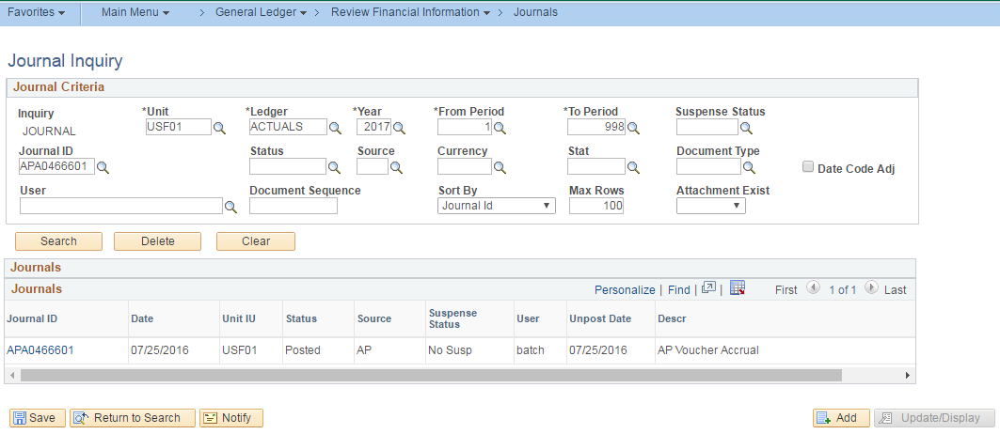 Favorites Main Menu > General Ledger > Review Financial Information > Journals
Journal Inquiry
Journal Criteria
Inquiry *Unit *Ledger *Year *From Period *To Period Suspense Status
JOURNAL USF01 ACTUALS 2017 1 998
Journal ID Status Source Currency Stat Document Type
APA0466601 Date Code Adj
User Document Sequence Sort By Max Rows Attachment Exist
Journal Id 100
Search Delete Clear
Journals
Journals Personalize | Find | | First 1 of 1 Last
Journal ID Date Unit IU Status Source Suspense Status User Unpost Date Descr
APA0466601 07/25/2016 USF01 Posted AP No Susp batch 07/25/2016 AP Voucher Accrual
Save Return to Search Notify Add Update/Display